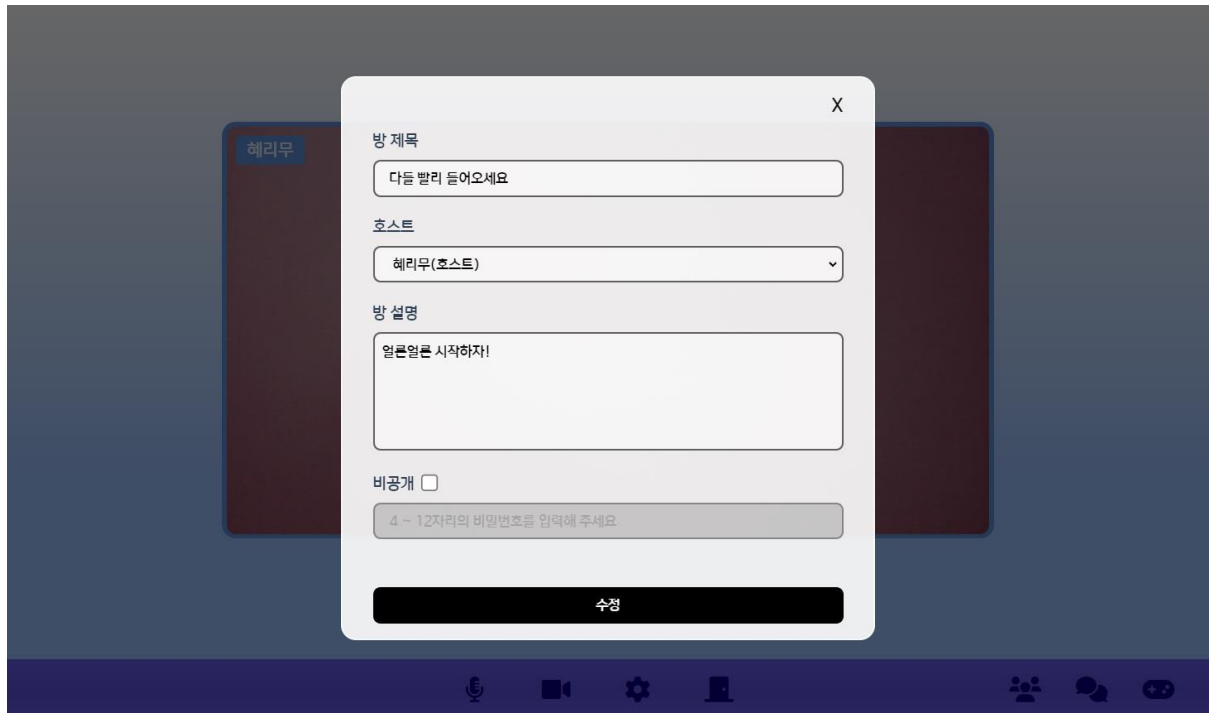 X
혜리무
방 제목
다들 빨리 들어오세요
호스트
혜리무(호스트)
방 설명
얼른얼른 시작하자!
비공개
4 ~ 12자리의 비밀번호를 입력해 주세요
수정